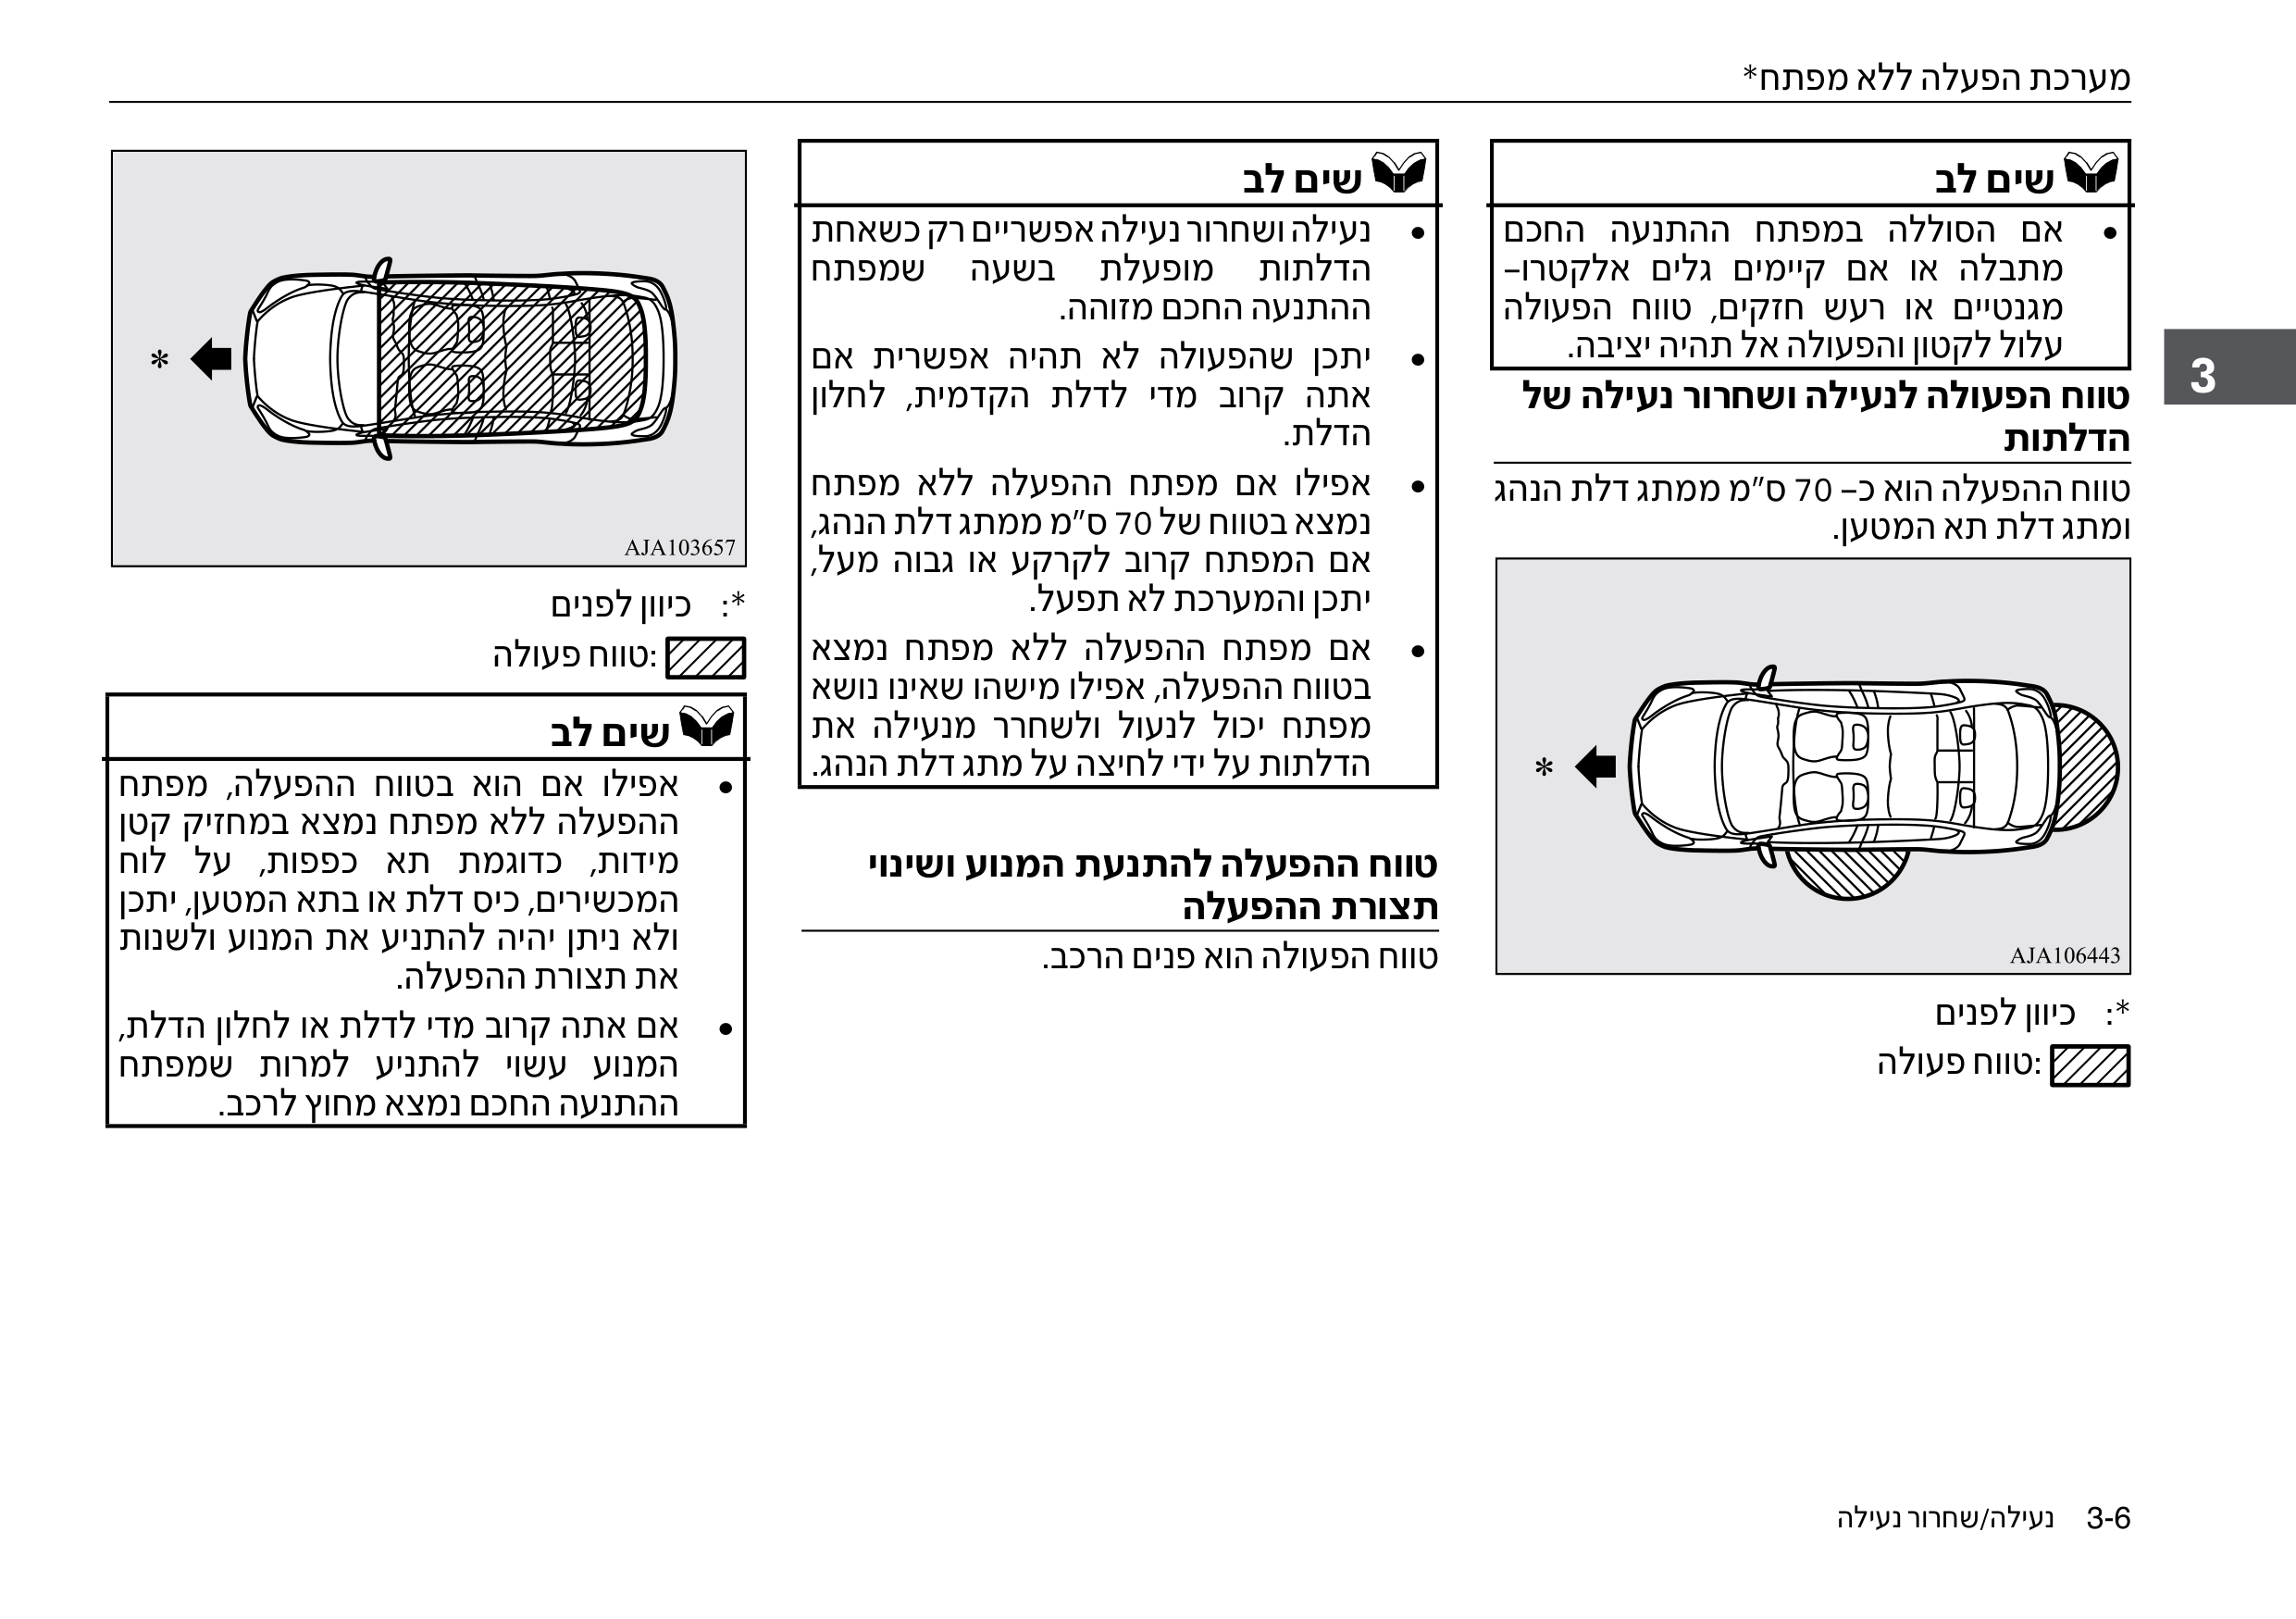 מערכת הפעלה ללא מפתח*
שים לב
• אם הסוללה במפתח ההתנעה החכם
מתבלה או אם קיימים גלים אלקטרו–
מגנטיים או רעש חזקים, טווח הפעולה
עלול לקטון והפעולה אל תהיה יציבה.
טווח הפעולה לנעילה ושחרור נעילה של
הדלתות
טווח ההפעלה הוא כ– 70 ס"מ ממתג דלת הנהג
ומתג דלת תא המטען.
*
AJA106443
*: כיוון לפנים
:טווח פעולה
שים לב
• נעילה ושחרור נעילה אפשריים רק כשאחת
הדלתות מופעלת בשעה שמפתח
ההתנעה החכם מזוהה.
• יתכן שהפעולה לא תהיה אפשרית אם
אתה קרוב מדי לדלת הקדמית, לחלון
הדלת.
• אפילו אם מפתח ההפעלה ללא מפתח
נמצא בטווח של 70 ס"מ ממתג דלת הנהג,
אם המפתח קרוב לקרקע או גבוה מעל,
יתכן והמערכת לא תפעל.
• אם מפתח ההפעלה ללא מפתח נמצא
בטווח ההפעלה, אפילו מישהו שאינו נושא
מפתח יכול לנעול ולשחרר מנעילה את
הדלתות על ידי לחיצה על מתג דלת הנהג.
טווח ההפעלה להתנעת המנוע ושינוי
תצורת ההפעלה
טווח הפעולה הוא פנים הרכב.
*
AJA103657
*: כיוון לפנים
:טווח פעולה
שים לב
• אפילו אם הוא בטווח ההפעלה, מפתח
ההפעלה ללא מפתח נמצא במחזיק קטן
מידות, כדוגמת תא כפפות, על לוח
המכשירים, כיס דלת או בתא המטען, יתכן
ולא ניתן יהיה להתניע את המנוע ולשנות
את תצורת ההפעלה.
• אם אתה קרוב מדי לדלת או לחלון הדלת,
המנוע עשוי להתניע למרות שמפתח
ההתנעה החכם נמצא מחוץ לרכב.
3
3-6 נעילה/שחרור נעילה